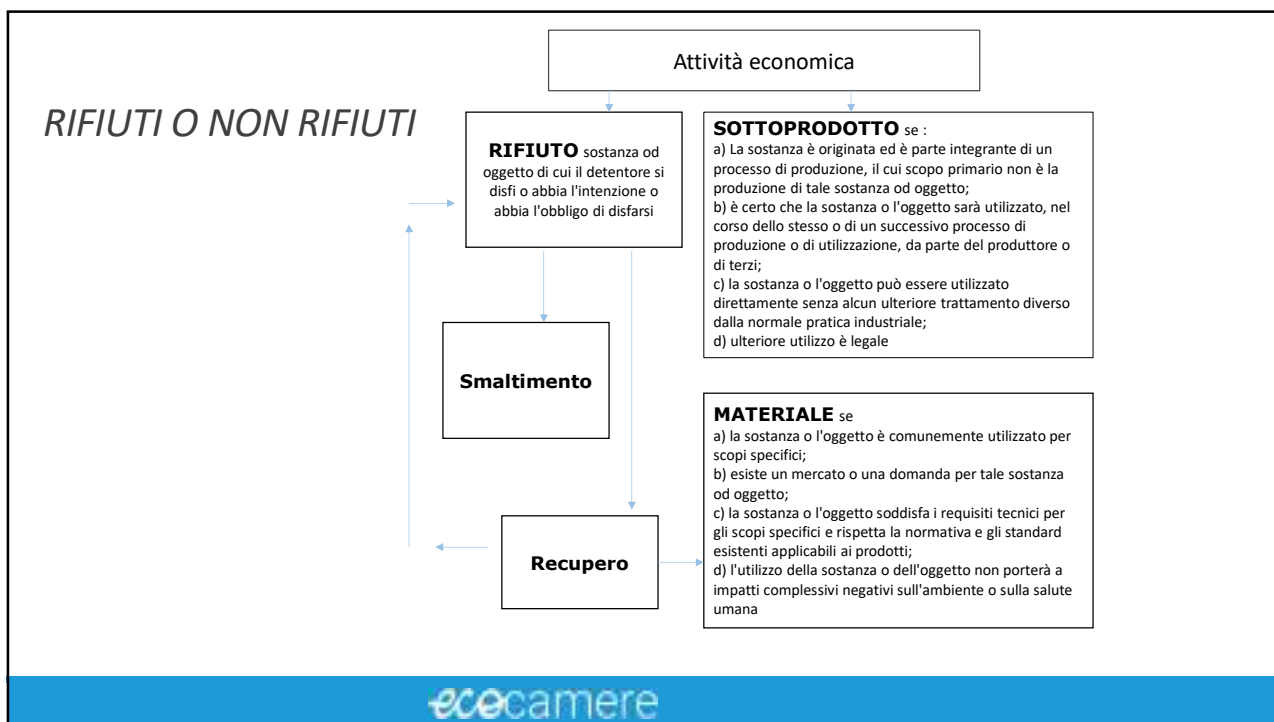 Attività economica
RIFIUTI O NON RIFIUTI
RIFIUTO sostanza od
oggetto di cui il detentore si
disfi o abbia l'intenzione o
abbia l'obbligo di disfarsi
SOTTOPRODOTTO se :
a) La sostanza è originata ed è parte integrante di un
processo di produzione, il cui scopo primario non è la
produzione di tale sostanza od oggetto;
b) è certo che la sostanza o l'oggetto sarà utilizzato, nel
corso dello stesso o di un successivo processo di
produzione o di utilizzazione, da parte del produttore o
di terzi;
c) la sostanza o l'oggetto può essere utilizzato
direttamente senza alcun ulteriore trattamento diverso
dalla normale pratica industriale;
d) ulteriore utilizzo è legale
Smaltimento
MATERIALE se
a) la sostanza o l'oggetto è comunemente utilizzato per
scopi specifici;
b) esiste un mercato o una domanda per tale sostanza
od oggetto;
c) la sostanza o l'oggetto soddisfa i requisiti tecnici per
gli scopi specifici e rispetta la normativa e gli standard
esistenti applicabili ai prodotti;
d) l'utilizzo della sostanza o dell'oggetto non porterà a
impatti complessivi negativi sull'ambiente o sulla salute
umana
Recupero
ecocamere